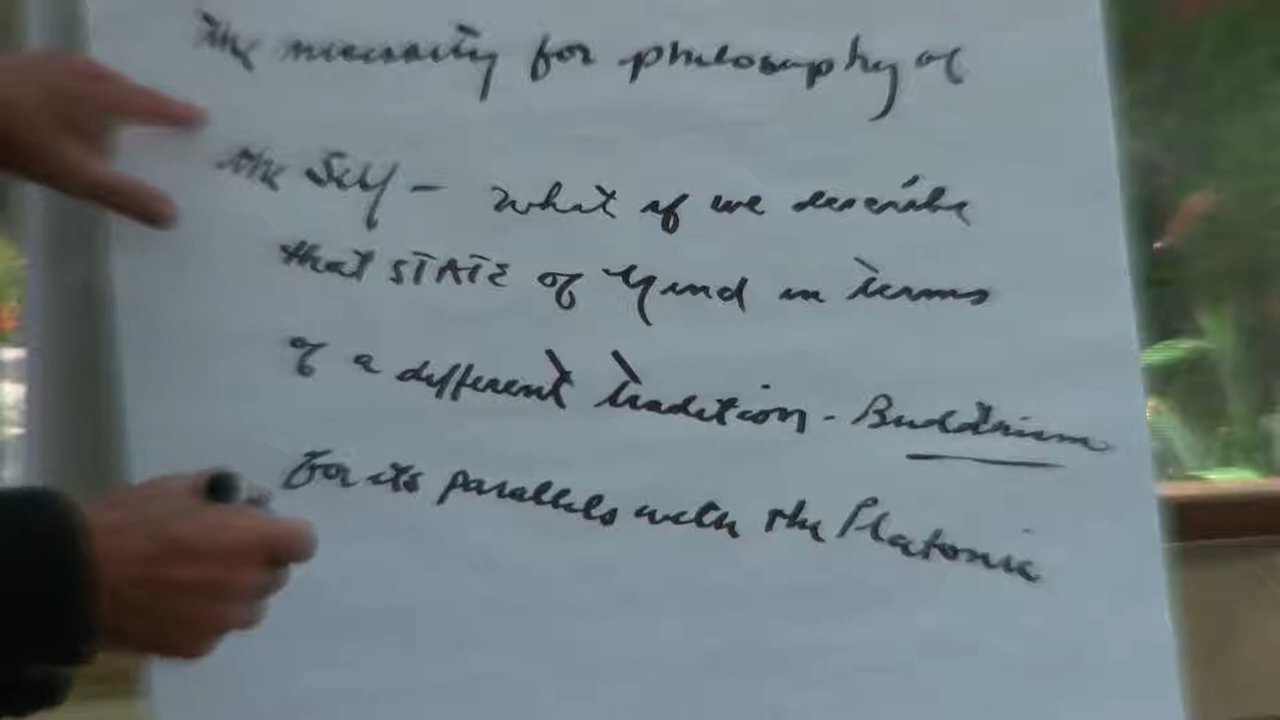 The necessity for philosophy of
the Self - what if we describe
that STATE of Mind in terms
of a different tradition - Buddhism
for its parallels with the Platonic